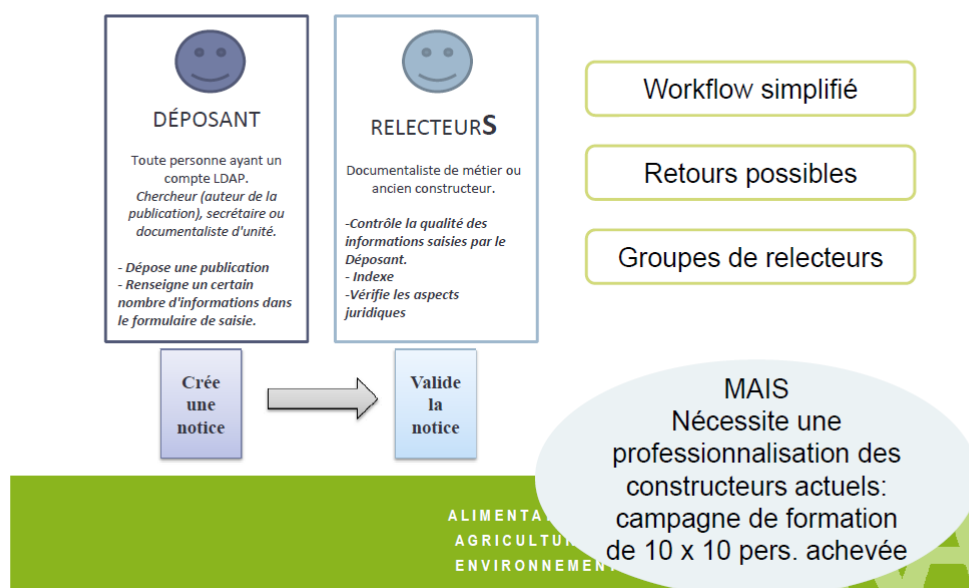 DÉPOSANT
Toute personne ayant un
compte LDAP.
Chercheur (auteur de la
publication), secrétaire ou
documentaliste d'unité.
- Dépose une publication
- Renseigne un certain
nombre d'informations dans
le formulaire de saisie.
RELECTEURS
Documentaliste de métier ou
ancien constructeur.
-Contrôle la qualité des
informations saisies par le
Déposant.
- Indexe
-Vérifie les aspects
juridiques
Workflow simplifié
Retours possibles
Groupes de relecteurs
Crée
une
notice
Valide
la
notice
MAIS
Nécessite une
professionnalisation des
constructeurs actuels:
campagne de formation
de 10 x 10 pers. achevée
ALIMENTA
AGRICULTU
ENVIRONNEMEN